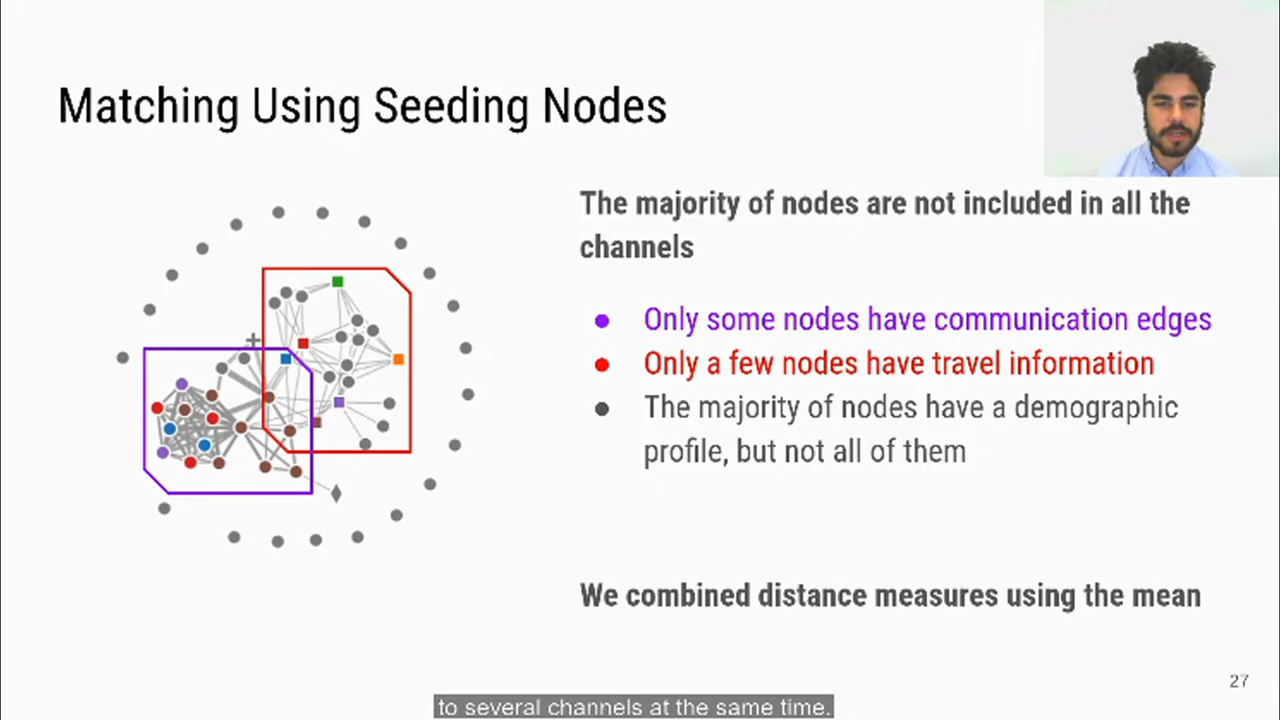 Matching Using Seeding Nodes
The majority of nodes are not included in all the
channels
Only some nodes have communication edges
Only a few nodes have travel information
The majority of nodes have a demographic
profile, but not all of them
We combined distance measures using the mean
27
to several channels at the same time.